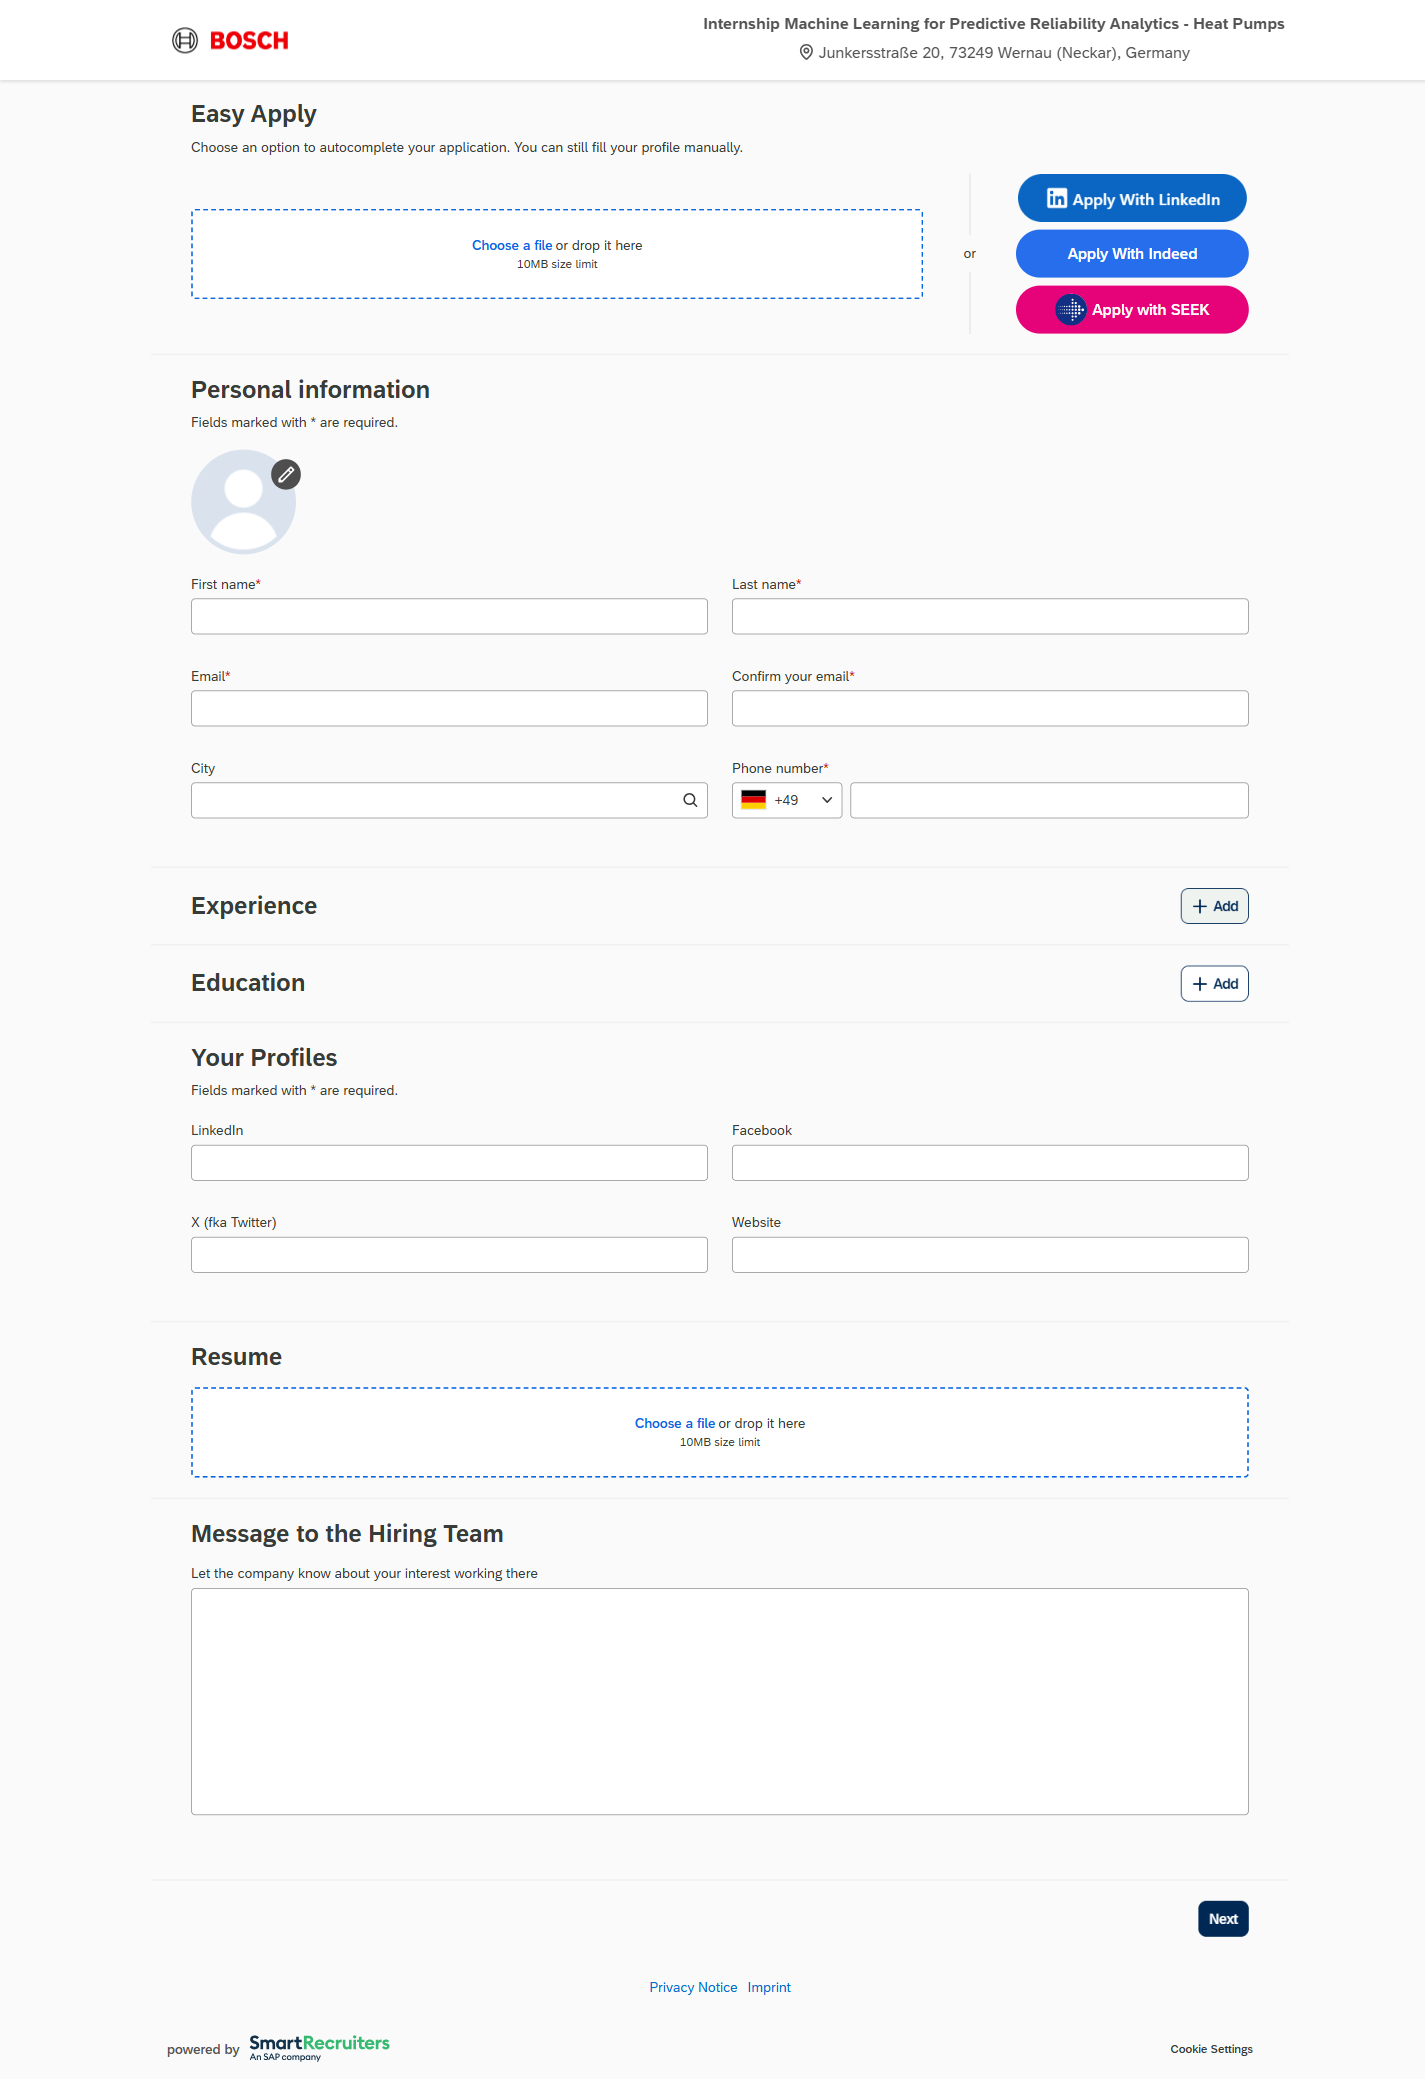 BOSCH
Internship Machine Learning for Predictive Reliability Analytics - Heat Pumps
Junkersstraße 20, 73249 Wernau (Neckar), Germany
Easy Apply
Choose an option to autocomplete your application. You can still fill your profile manually.
Choose a file or drop it here
10MB size limit
or
Apply With LinkedIn
Apply With Indeed
Apply with SEEK
Personal information
Fields marked with * are required.
First name*
Last name*
Email*
Confirm your email*
City
Phone number*
+49
Experience
+ Add
Education
+ Add
Your Profiles
Fields marked with * are required.
LinkedIn
Facebook
X (fka Twitter)
Website
Resume
Choose a file or drop it here
10MB size limit
Message to the Hiring Team
Let the company know about your interest working there
Next
Privacy Notice Imprint
powered by SmartRecruiters
An SAP company
Cookie Settings